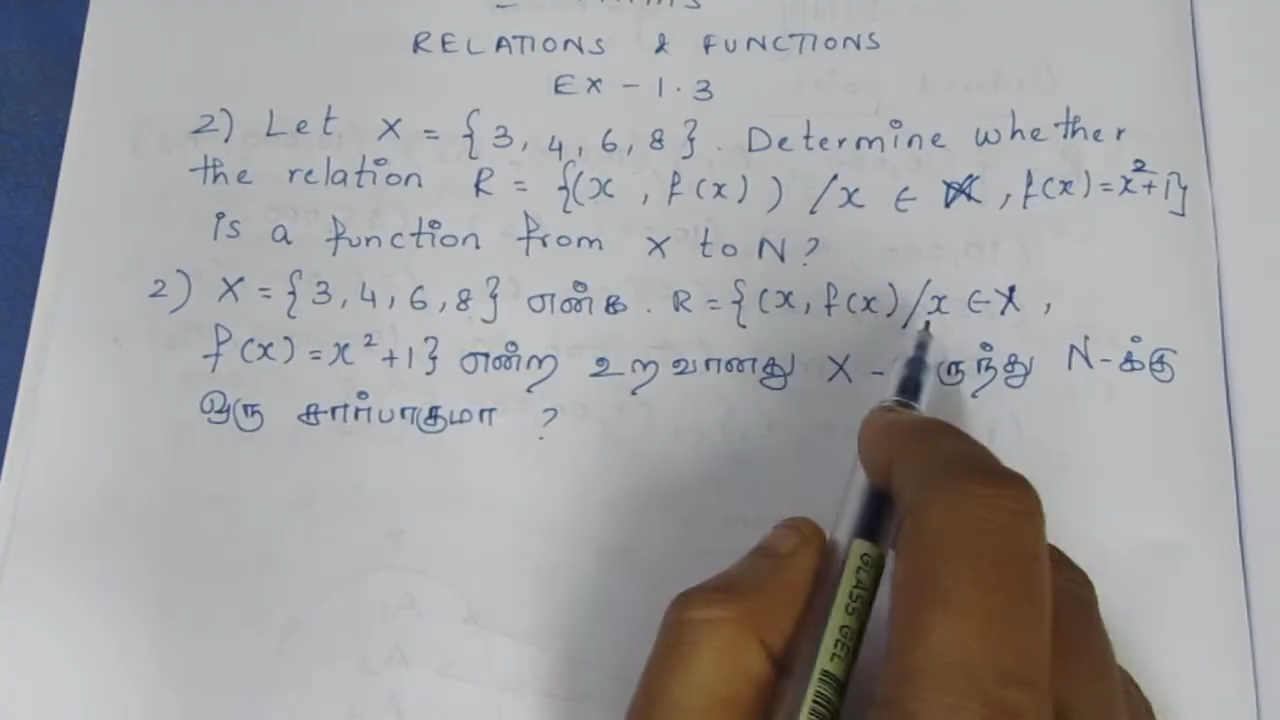 RELATIONS & FUNCTIONS
EX - 1.3
2) Let X = {3, 4, 6, 8}. Determine whether
the relation R = {(x, f(x)) / x ∈ X, f(x) = x²+1}
is a function from X to N?
2) X = {3, 4, 6, 8} என்க. R = {(x, f(x) / x ∈ X,
f(x) = x²+1} என்ற உறவானது X - ருந்து N-க்கு
ஒரு சார்பாகுமா ?
GLASS GEL